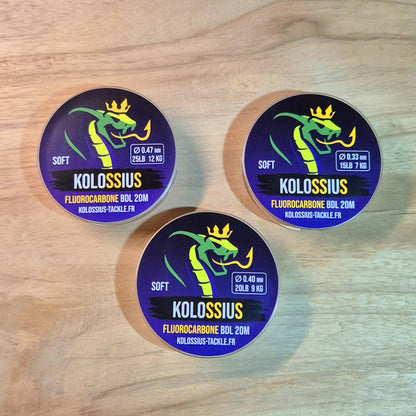 SOFT
Ø 0.47 MM
25LB 12 KG
KOLOSSIUS
FLUOROCARBONE BDL 20M
KOLOSSIUS-TACKLE.FR
SOFT
Ø 0.33 MM
15LB 7 KG
KOLOSSIUS
FLUOROCARBONE BDL 20M
KOLOSSIUS-TACKLE.FR
SOFT
Ø 0.40 MM
20LB 9 KG
KOLOSSIUS
FLUOROCARBONE BDL 20M
KOLOSSIUS-TACKLE.FR